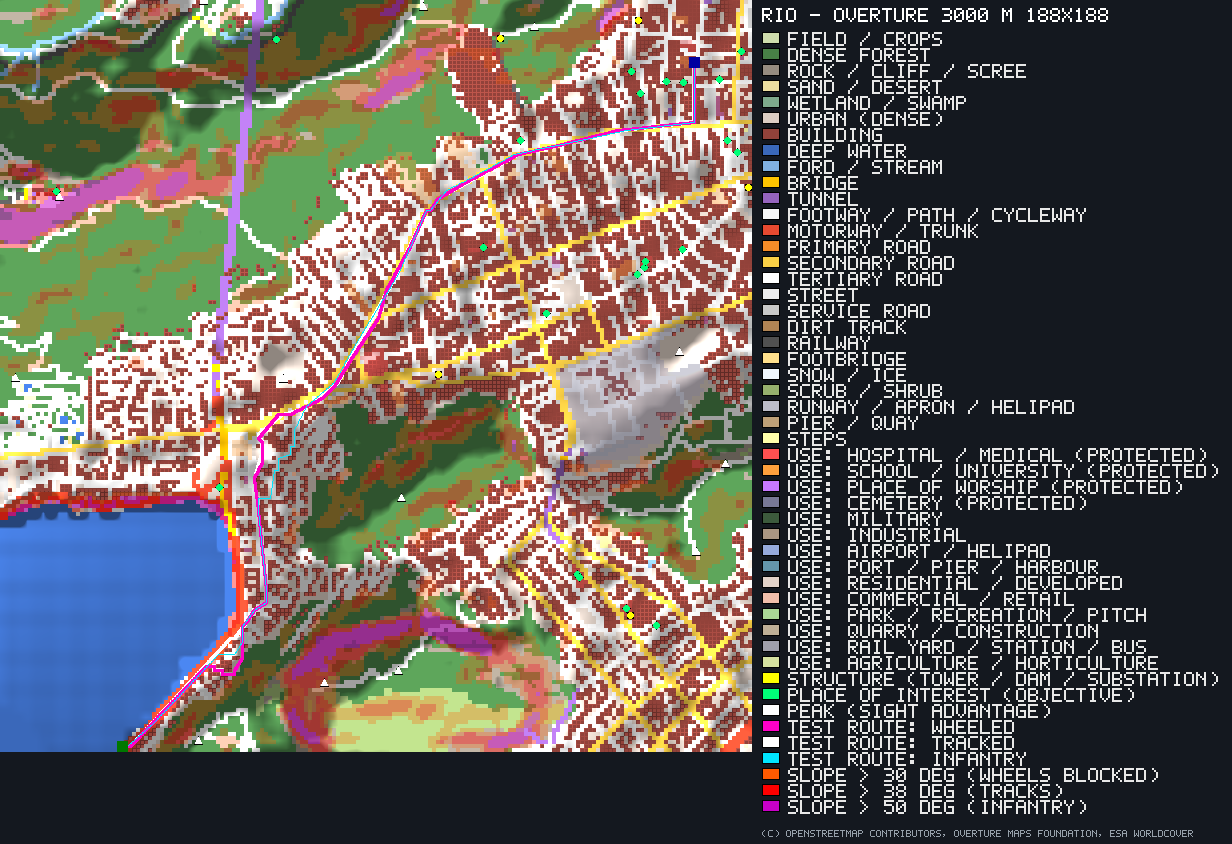 RIO - OVERTURE 3000 M 188X188
FIELD / CROPS
DENSE FOREST
ROCK / CLIFF / SCREE
SAND / DESERT
WETLAND / SWAMP
URBAN (DENSE)
BUILDING
DEEP WATER
FORD / STREAM
BRIDGE
TUNNEL
FOOTWAY / PATH / CYCLEWAY
MOTORWAY / TRUNK
PRIMARY ROAD
SECONDARY ROAD
TERTIARY ROAD
STREET
SERVICE ROAD
DIRT TRACK
RAILWAY
FOOTBRIDGE
SNOW / ICE
SCRUB / SHRUB
RUNWAY / APRON / HELIPAD
PIER / QUAY
STEPS
USE: HOSPITAL / MEDICAL (PROTECTED)
USE: SCHOOL / UNIVERSITY (PROTECTED)
USE: PLACE OF WORSHIP (PROTECTED)
USE: CEMETERY (PROTECTED)
USE: MILITARY
USE: INDUSTRIAL
USE: AIRPORT / HELIPAD
USE: PORT / PIER / HARBOUR
USE: RESIDENTIAL / DEVELOPED
USE: COMMERCIAL / RETAIL
USE: PARK / RECREATION / PITCH
USE: QUARRY / CONSTRUCTION
USE: RAIL YARD / STATION / BUS
USE: AGRICULTURE / HORTICULTURE
STRUCTURE (TOWER / DAM / SUBSTATION)
PLACE OF INTEREST (OBJECTIVE)
PEAK (SIGHT ADVANTAGE)
TEST ROUTE: WHEELED
TEST ROUTE: TRACKED
TEST ROUTE: INFANTRY
SLOPE > 30 DEG (WHEELS BLOCKED)
SLOPE > 38 DEG (TRACKS)
SLOPE > 50 DEG (INFANTRY)
(C) OPENSTREETMAP CONTRIBUTORS, OVERTURE MAPS FOUNDATION, ESA WORLDCOVER